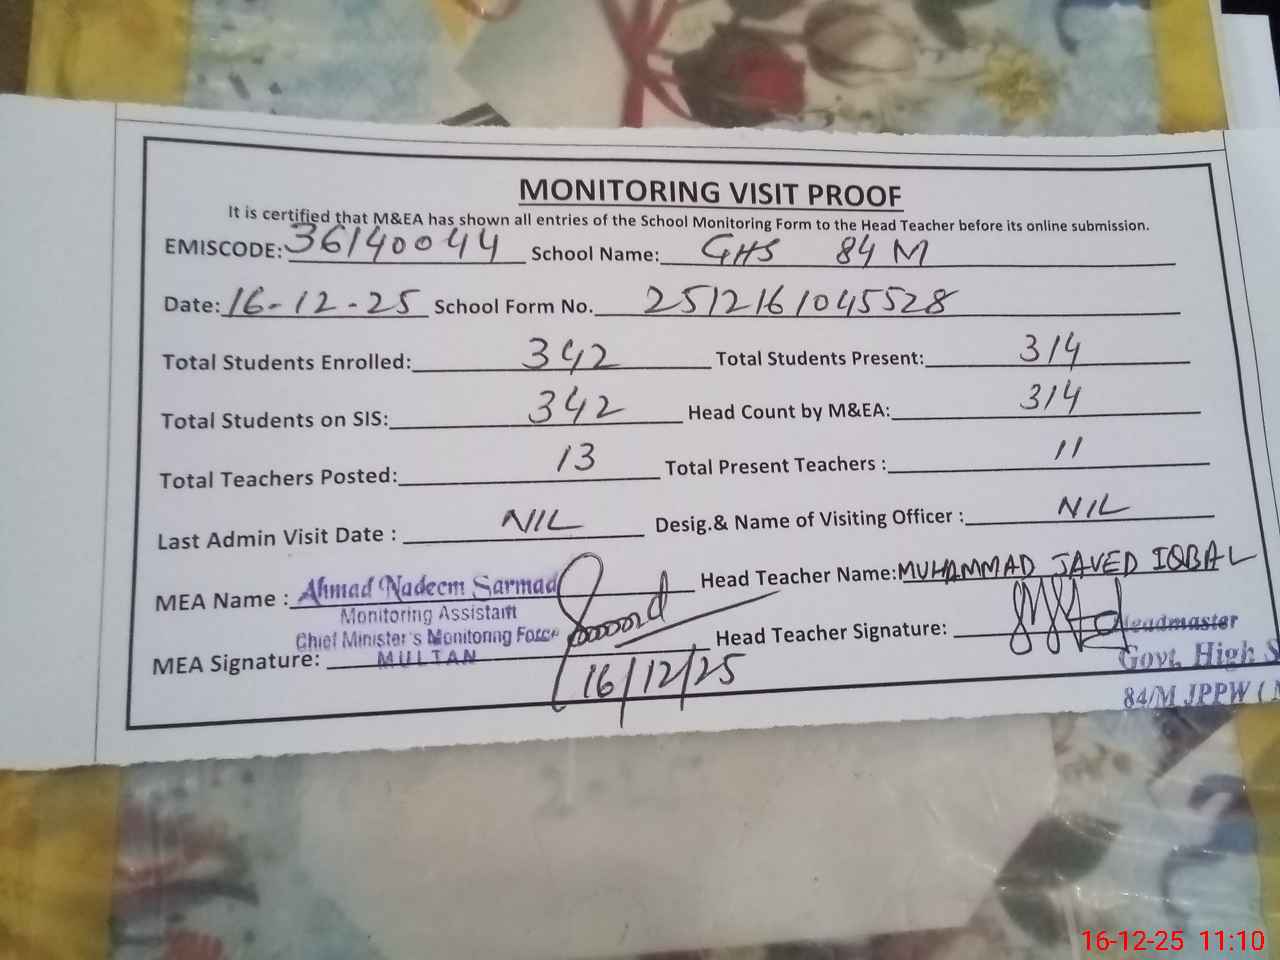 MONITORING VISIT PROOF
It is certified that M&EA has shown all entries of the School Monitoring Form to the Head Teacher before its online submission.
EMISCODE: 36140044 School Name: GHS 84 M
Date: 16-12-25 School Form No. 2512161045528
Total Students Enrolled: 342 Total Students Present: 314
Total Students on SIS: 342 Head Count by M&EA: 314
Total Teachers Posted: 13 Total Present Teachers : 11
Last Admin Visit Date : NIL Desig.& Name of Visiting Officer : NIL
MEA Name : Ahmad Nadeem Sarmad Head Teacher Name: MUHAMMAD JAVED IQBAL
Monitoring Assistant
Chief Minister's Monitoring Force
MULTAN
MEA Signature: Head Teacher Signature:
16/12/25
Headmaster
Govt. High S
84/M JPPW (
16-12-25 11:10